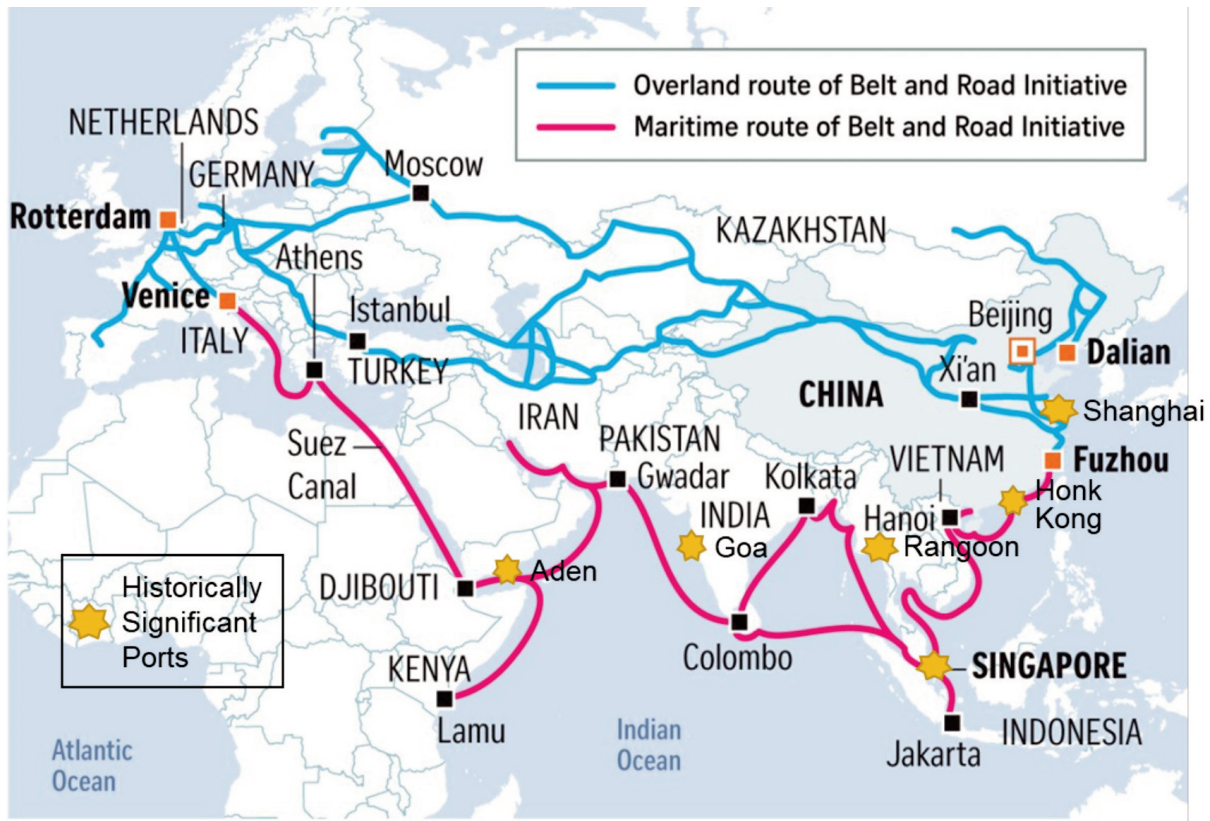 Overland route of Belt and Road Initiative
Maritime route of Belt and Road Initiative
NETHERLANDS
GERMANY
Moscow
Rotterdam
KAZAKHSTAN
Athens
Venice
Istanbul
Beijing
ITALY
Dalian
TURKEY
Xi'an
CHINA
Shanghai
IRAN
PAKISTAN
Suez
Canal
Gwadar
Kolkata
VIETNAM
Fuzhou
Honk
Kong
INDIA
Goa
Hanoi
Rangoon
Aden
DJIBOUTI
Historically
Significant
Ports
Colombo
SINGAPORE
KENYA
Lamu
Indian
Ocean
INDONESIA
Jakarta
Atlantic
Ocean